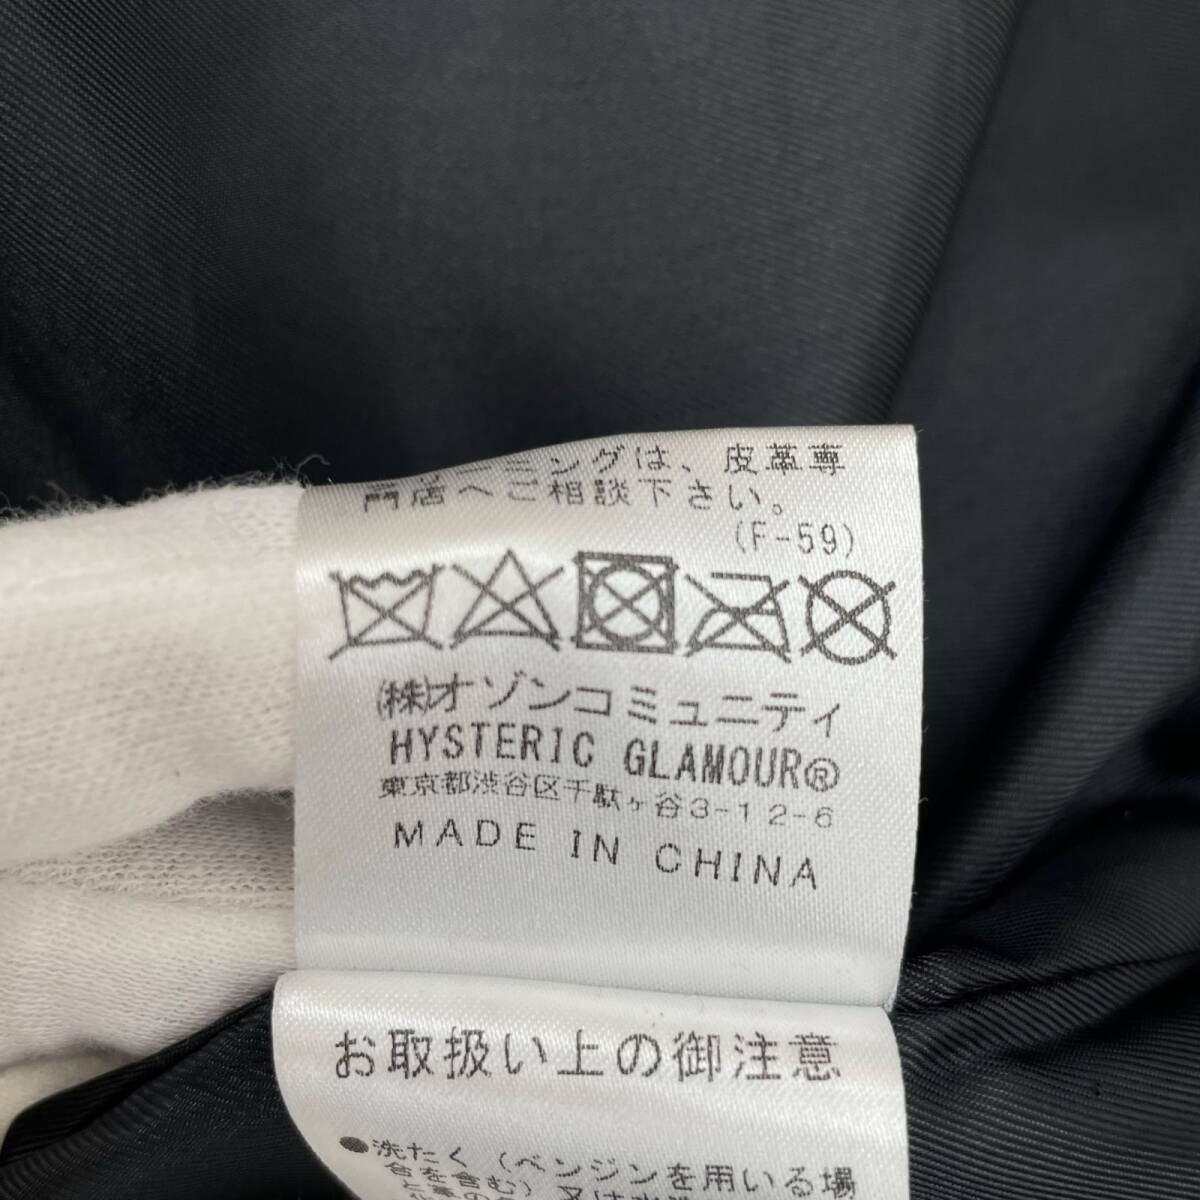 ーミングは、皮革専
門店へご相談下さい。
(F-59)
(株)オゾンコミュニティ
HYSTERIC GLAMOUR®
東京都渋谷区千駄ヶ谷3-12-6
MADE IN CHINA
お取扱い上の御注意
●洗たく(ベンジンを用いる場
合を含む)又は